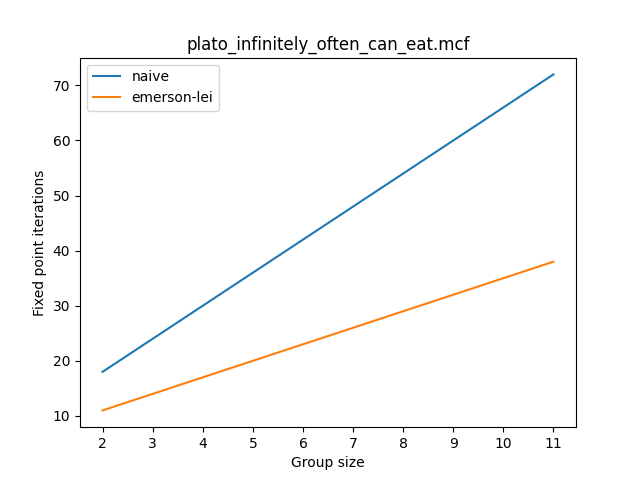 plato_infinitely_often_can_eat.mcf
naive
emerson-lei
Fixed point iterations
70
60
50
40
30
20
10
2 3 4 5 6 7 8 9 10 11
Group size